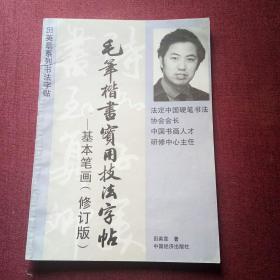 田英章系列书法字帖
毛笔楷書實用技法字帖
——基本笔画（修订版）
法定中国硬笔书法
协会会长
中国书画人才
研修中心主任
田英章 著
中国经济出版社